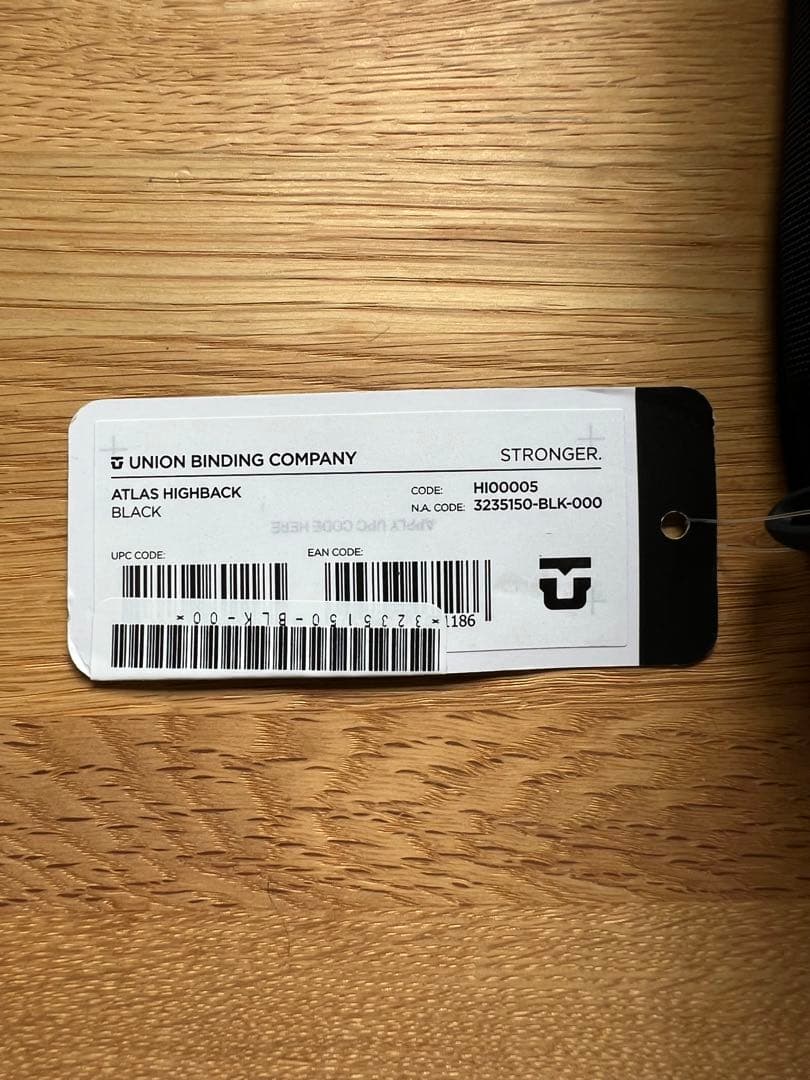 UNION BINDING COMPANY
STRONGER.
ATLAS HIGHBACK
BLACK
CODE: HI00005
N.A. CODE: 3235150-BLK-000
APPLY UPC CODE HERE
UPC CODE:
EAN CODE:
1186
*3235150-BLK-00*